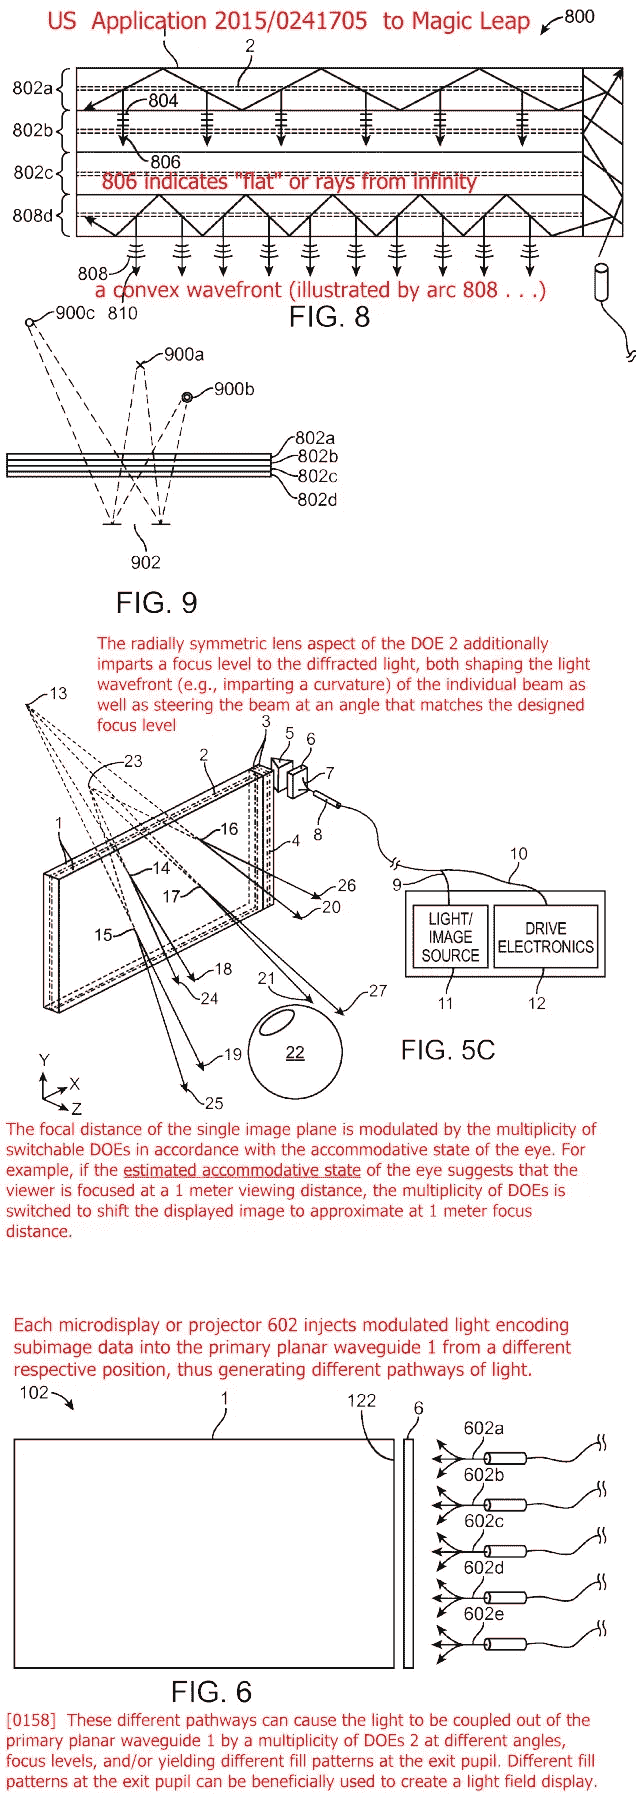 US Application 2015/0241705 to Magic Leap
800
1
2
802a
804
802b
806
802c
806 indicates "flat" or rays from infinity
808d
808
a convex wavefront (illustrated by arc 808 . . .)
810
FIG. 8
900c
900a
900b
802a
802b
802c
802d
902
FIG. 9
The radially symmetric lens aspect of the DOE 2 additionally
imparts a focus level to the diffracted light, both shaping the light
wavefront (e.g., imparting a curvature) of the individual beam as
well as steering the beam at an angle that matches the designed
focus level
13
3
5
6
23
2
7
8
1
16
4
14
10
17
26
9
20
15
LIGHT/
IMAGE
SOURCE
DRIVE
ELECTRONICS
18
24
21
27
11
12
22
FIG. 5C
19
Y
X
Z
25
The focal distance of the single image plane is modulated by the multiplicity of
switchable DOEs in accordance with the accommodative state of the eye. For
example, if the estimated accommodative state of the eye suggests that the
viewer is focused at a 1 meter viewing distance, the multiplicity of DOEs is
switched to shift the displayed image to approximate at 1 meter focus
distance.
Each microdisplay or projector 602 injects modulated light encoding
subimage data into the primary planar waveguide 1 from a different
respective position, thus generating different pathways of light.
102
1
122
6
602a
602b
602c
602d
602e
FIG. 6
[0158] These different pathways can cause the light to be coupled out of the
primary planar waveguide 1 by a multiplicity of DOEs 2 at different angles,
focus levels, and/or yielding different fill patterns at the exit pupil. Different fill
patterns at the exit pupil can be beneficially used to create a light field display.